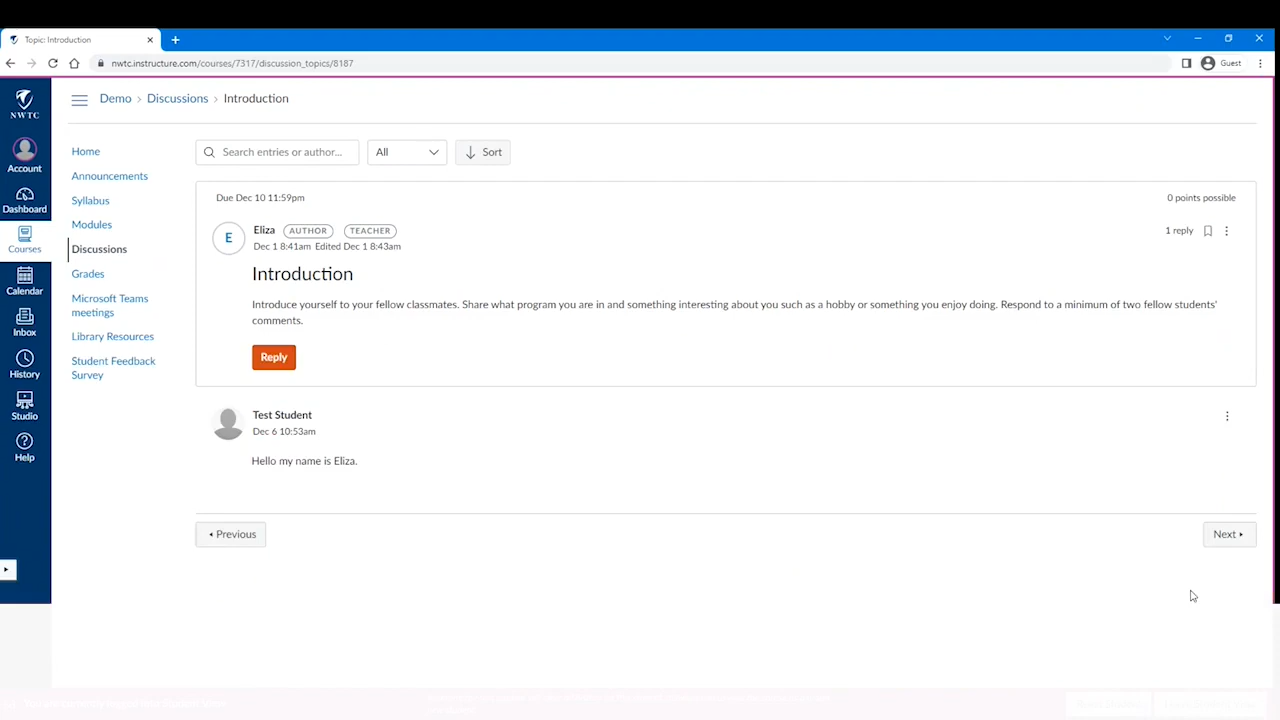 Topic: Introduction
nwtc.instructure.com/courses/7317/discussion_topics/8187
Guest
NWTC
Account
Dashboard
Courses
Calendar
Inbox
History
Studio
Help
Demo › Discussions › Introduction
Home
Announcements
Syllabus
Modules
Discussions
Grades
Microsoft Teams
meetings
Library Resources
Student Feedback
Survey
Search entries or author...
All
Sort
Due Dec 10 11:59pm
0 points possible
E
Eliza AUTHOR TEACHER
1 reply
Dec 1 8:41am Edited Dec 1 8:43am
Introduction
Introduce yourself to your fellow classmates. Share what program you are in and something interesting about you such as a hobby or something you enjoy doing. Respond to a minimum of two fellow students'
comments.
Reply
Test Student
Dec 6 10:53am
Hello my name is Eliza.
Previous
Next